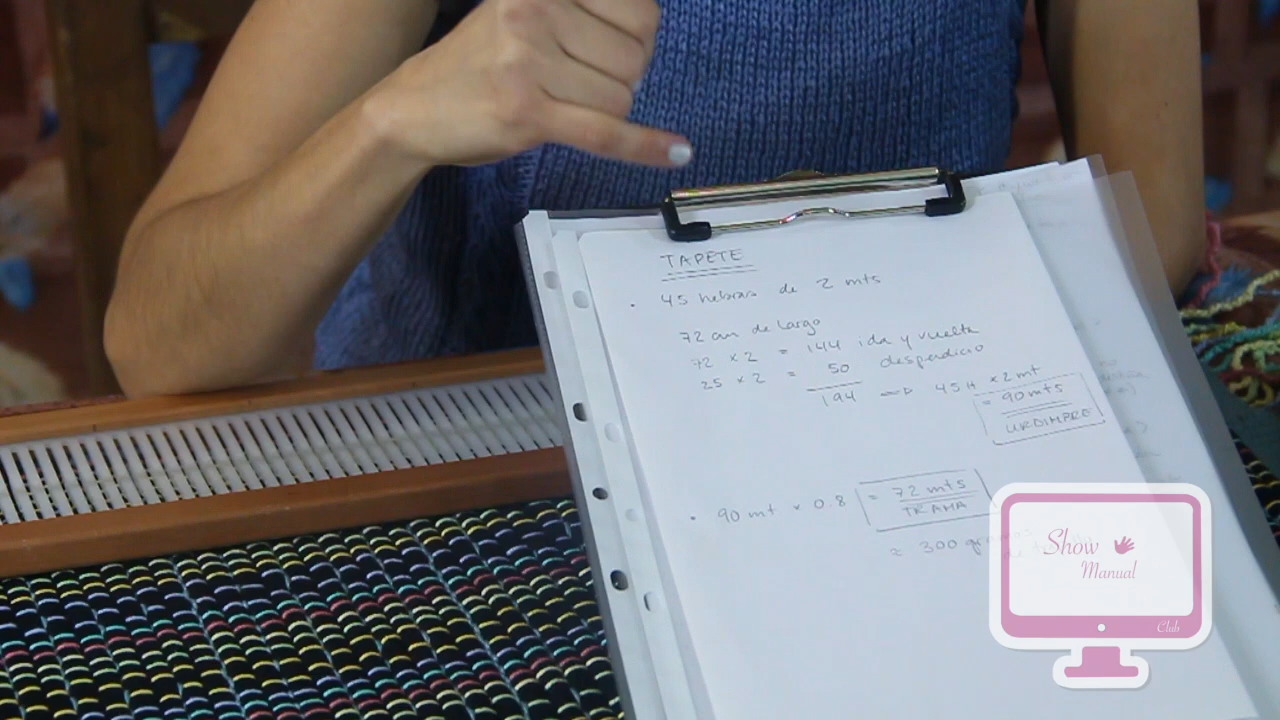 TAPETE
· 45 hebras de 2 mts
72 cm de largo
72 x 2 = 144 ida y vuelta
25 x 2 = 50 desperdicio
194 => 45 H x 2 mt
= 90 mts
URDIMBRE
· 90 mt x 0.8 = 72 mts
TRAMA
≈ 300 gramos
Show
Manual
Club